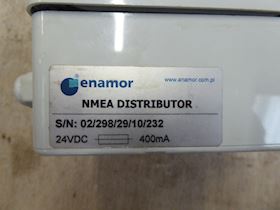 enamor
www.enamor.com.pl
NMEA DISTRIBUTOR
S/N: 02/298/29/10/232
24VDC 400mA